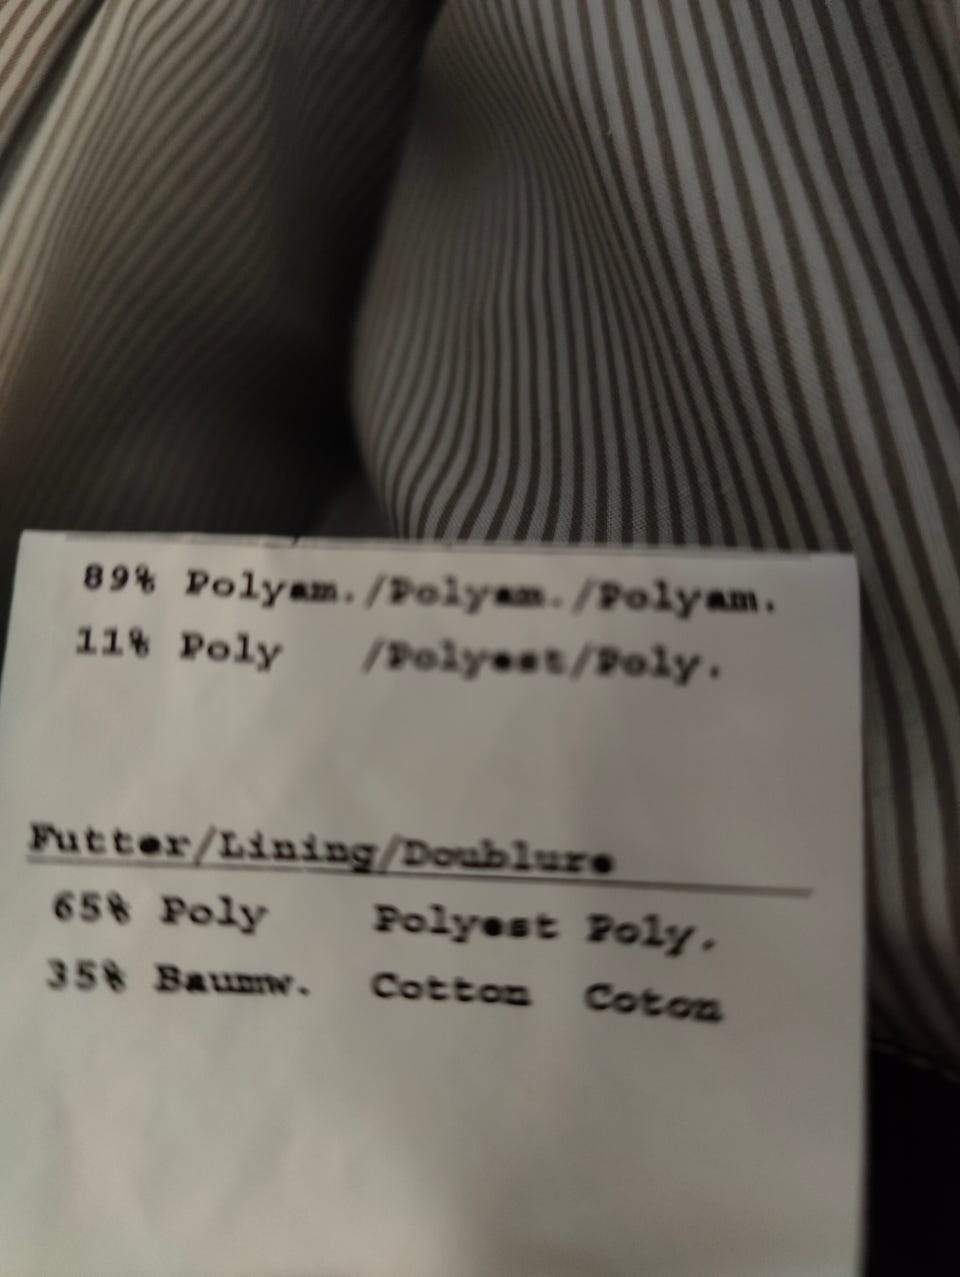 89% Polyam./Polyam./Polyam.
11% Poly /Polyest/Poly.
Futter/Lining/Doublure
65% Poly Polyest Poly.
35% Baumw. Cotton Coton